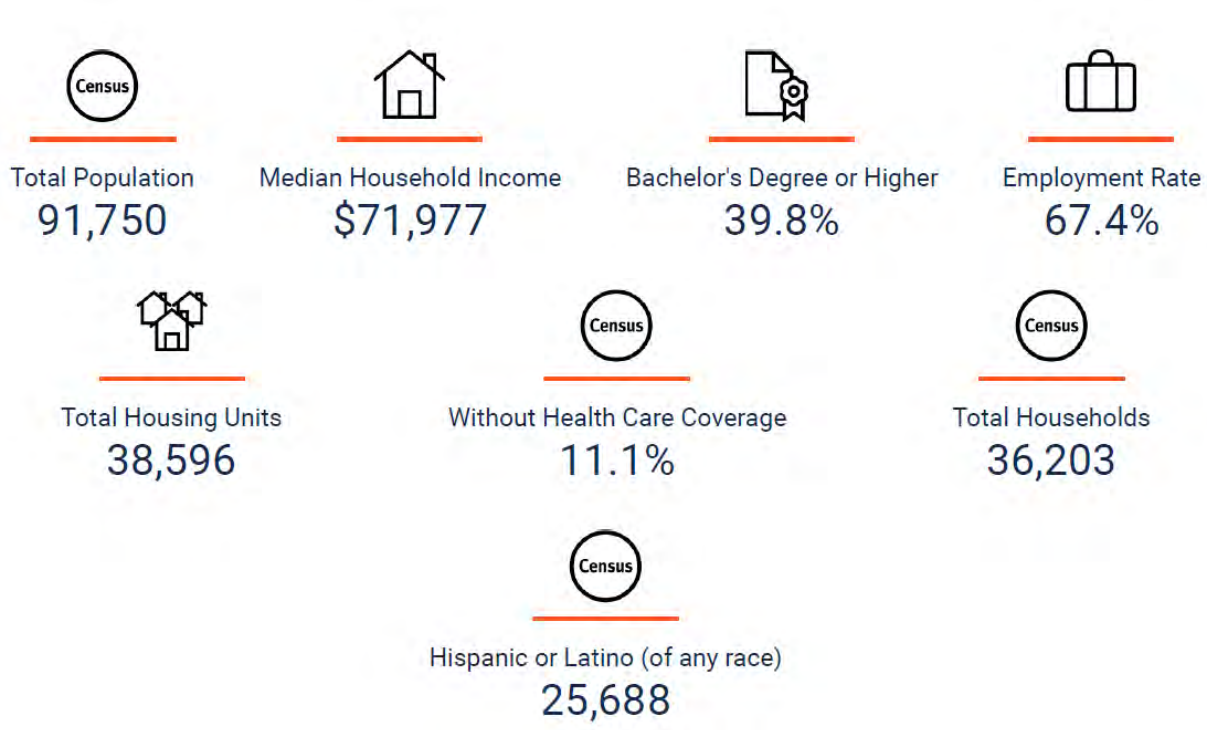 Census
Total Population
91,750
Median Household Income
$71,977
Bachelor's Degree or Higher
39.8%
Employment Rate
67.4%
Total Housing Units
38,596
Census
Without Health Care Coverage
11.1%
Census
Total Households
36,203
Census
Hispanic or Latino (of any race)
25,688